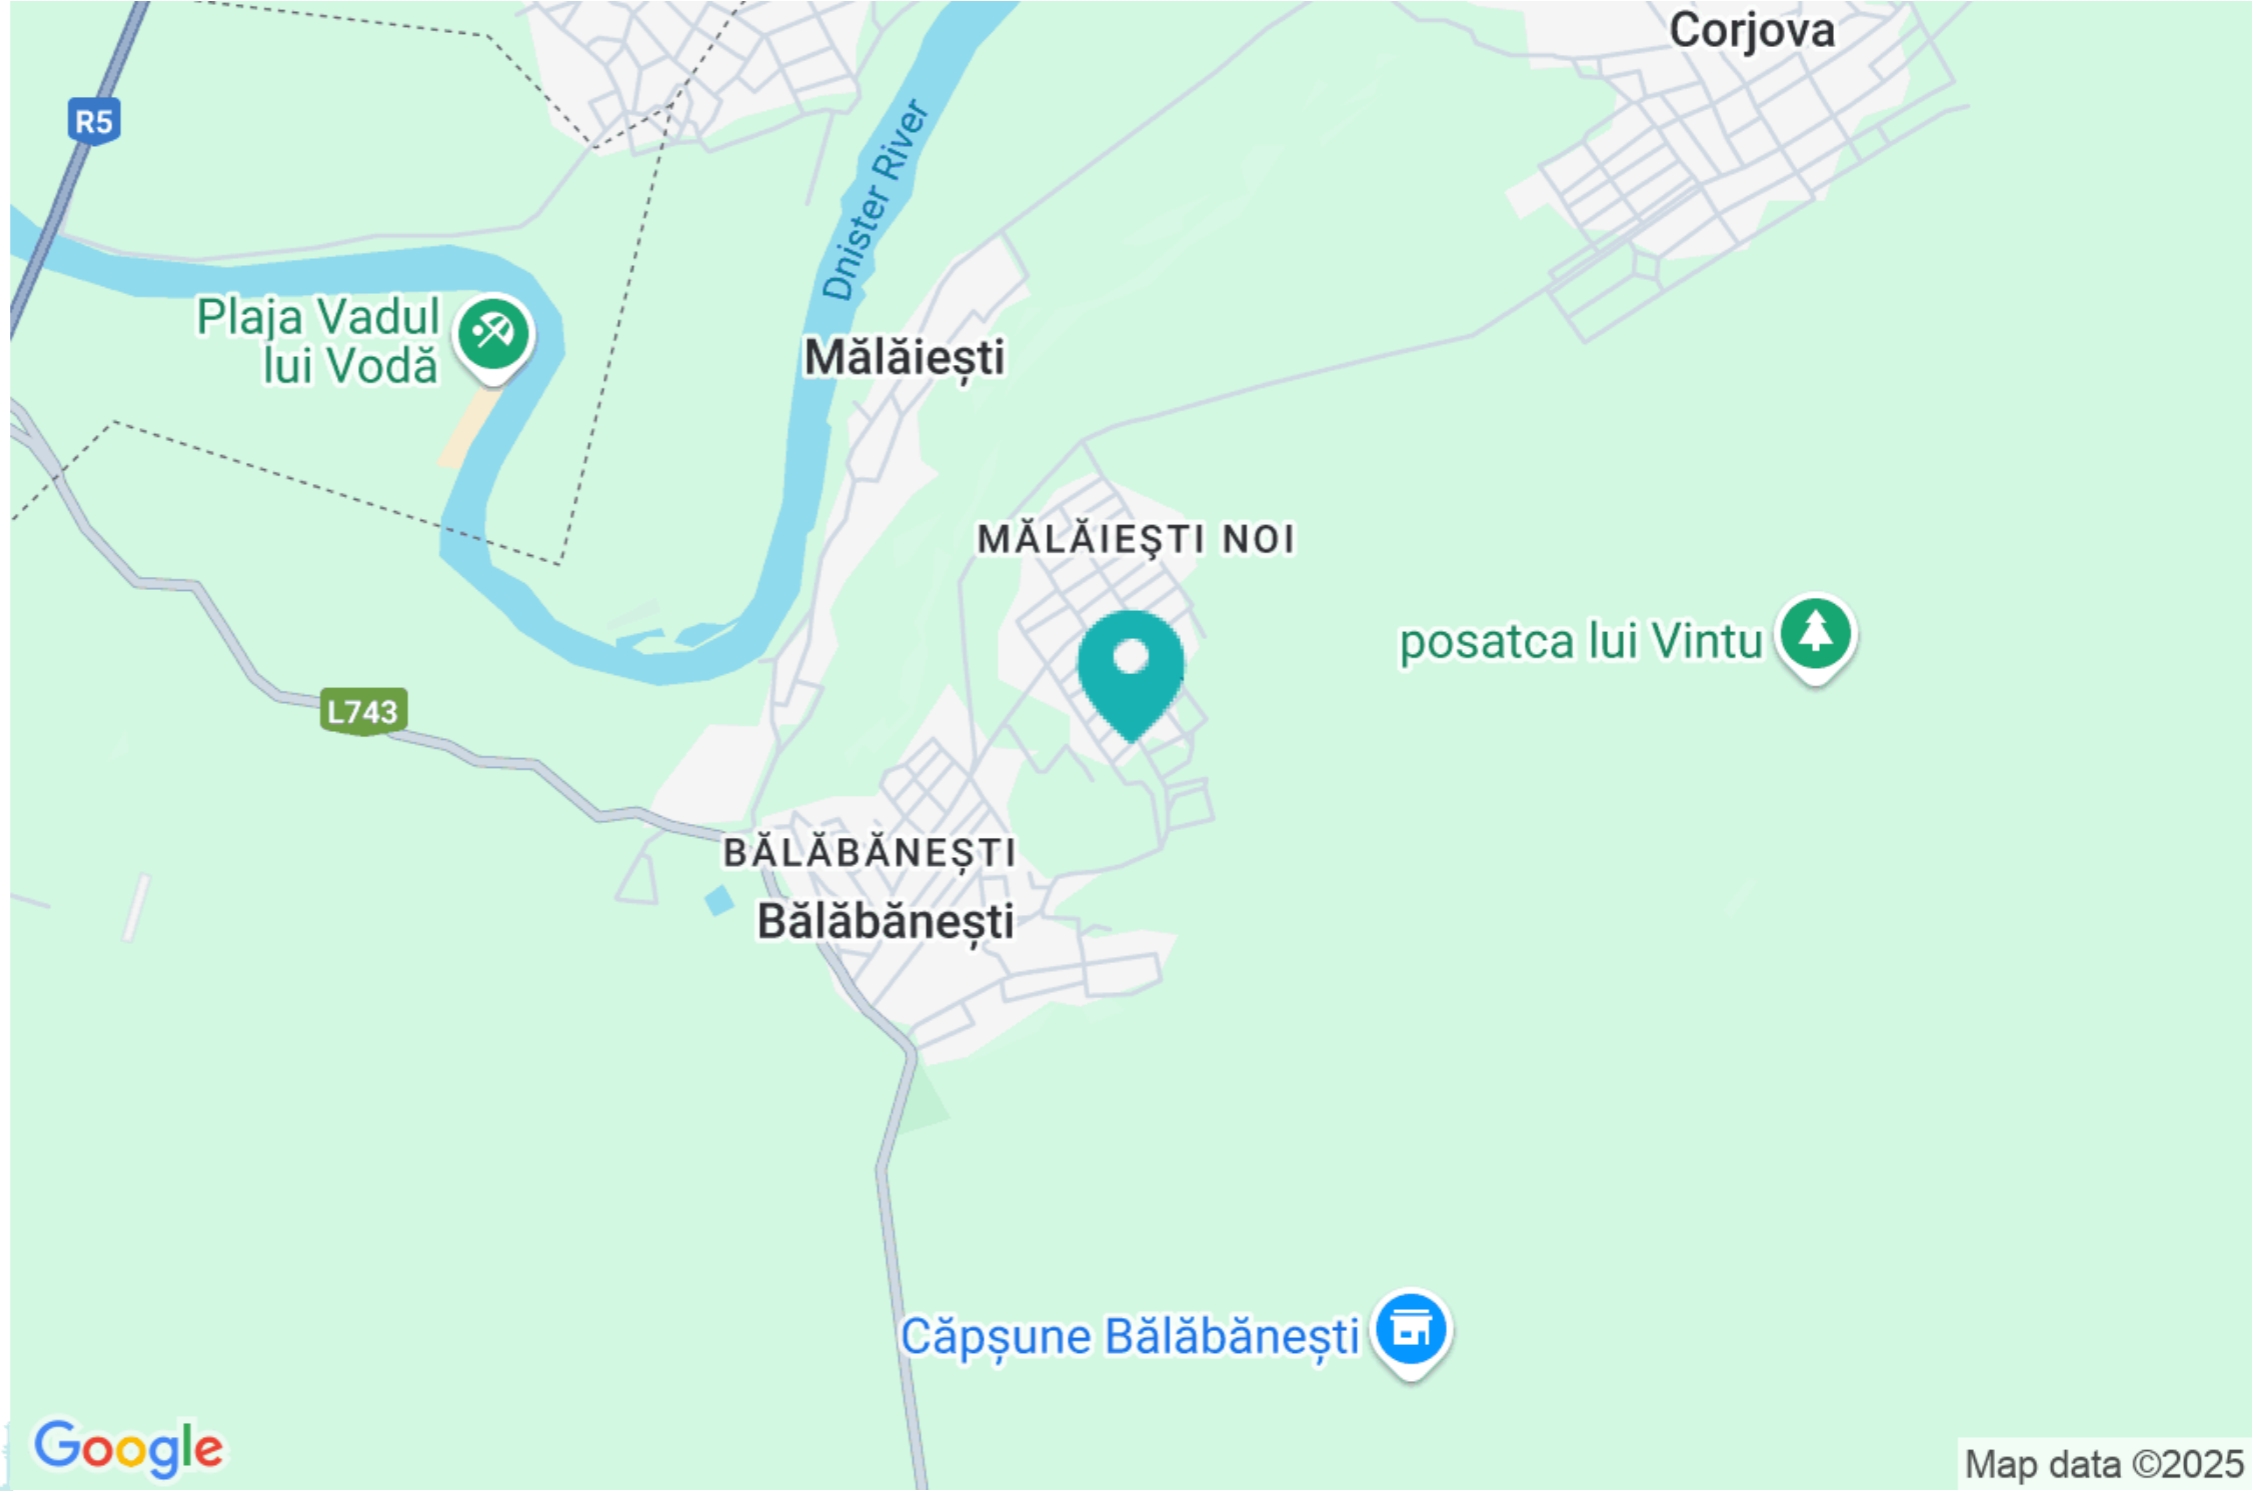 Corjova
R5
Dnister River
Plaja Vadul
lui Vodă
Mălăiești
MĂLĂIEŞTI NOI
posatca lui Vintu
L743
BĂLĂBĂNEȘTI
Bălăbănești
Căpșune Bălăbănești
Google
Map data ©2025